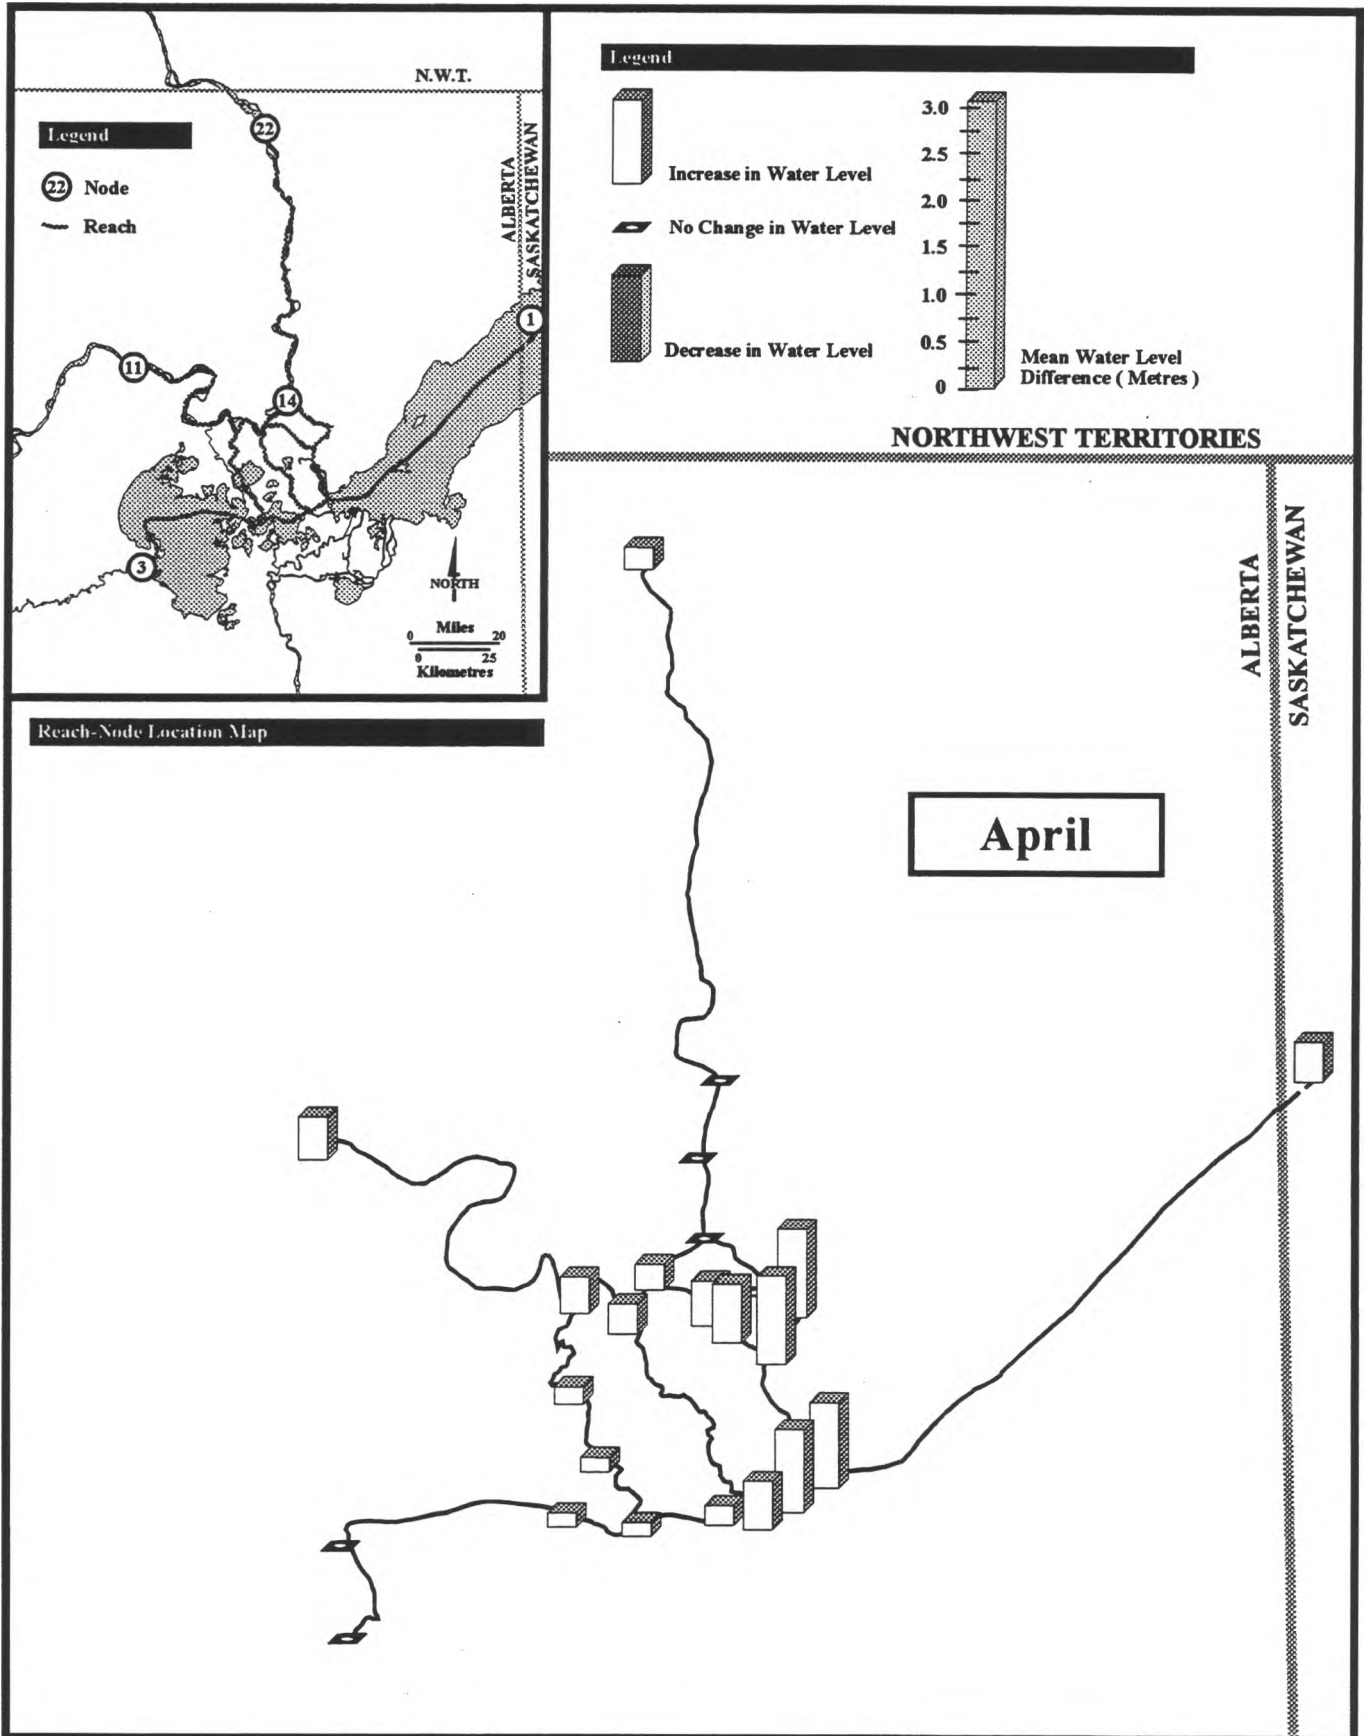 N.W.T.
Legend
22 Node
Reach
ALBERTA
SASKATCHEWAN
22
1
11
14
3
NORTH
Miles
0 20
0 25
Kilometres
Reach-Node Location Map
Legend
Increase in Water Level
No Change in Water Level
Decrease in Water Level
3.0
2.5
2.0
1.5
1.0
0.5
0
Mean Water Level
Difference ( Metres )
NORTHWEST TERRITORIES
ALBERTA
SASKATCHEWAN
April